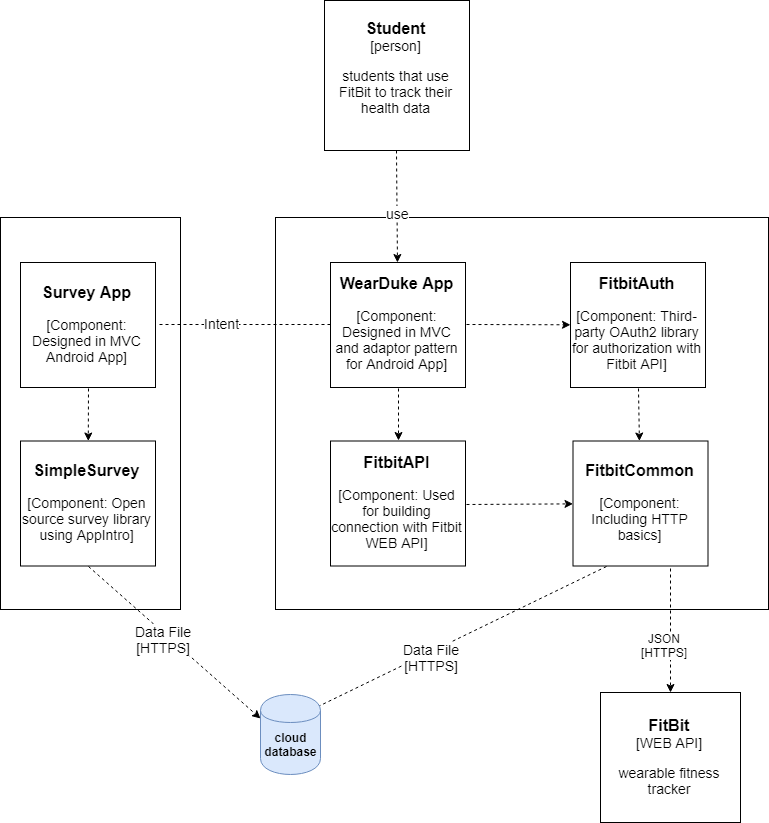 Student
[person]
students that use
FitBit to track their
health data
use
Survey App
[Component:
Designed in MVC
Android App]
Intent
WearDuke App
[Component:
Designed in MVC
and adaptor pattern
for Android App]
FitbitAuth
[Component: Third-
party OAuth2 library
for authorization with
Fitbit API]
SimpleSurvey
[Component: Open
source survey library
using AppIntro]
FitbitAPI
[Component: Used
for building
connection with Fitbit
WEB API]
FitbitCommon
[Component:
Including HTTP
basics]
Data File
[HTTPS]
Data File
[HTTPS]
JSON
[HTTPS]
cloud
database
FitBit
[WEB API]
wearable fitness
tracker